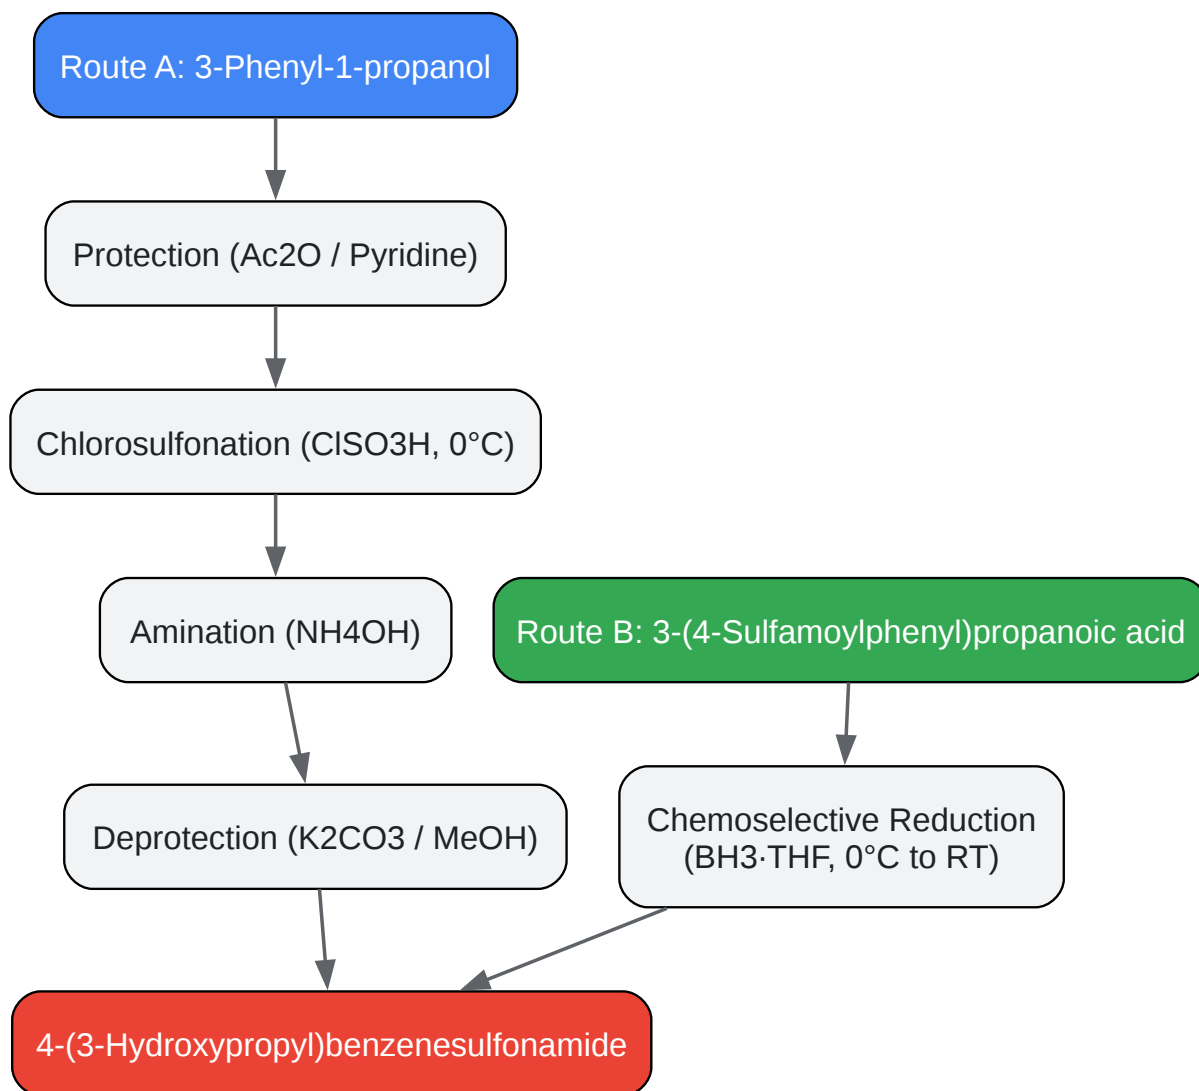 Route A: 3-Phenyl-1-propanol
Protection (Ac2O / Pyridine)
Chlorosulfonation (ClSO3H, 0°C)
Amination (NH4OH)
Route B: 3-(4-Sulfamoylphenyl)propanoic acid
Deprotection (K2CO3 / MeOH)
Chemoselective Reduction
(BH3·THF, 0°C to RT)
4-(3-Hydroxypropyl)benzenesulfonamide